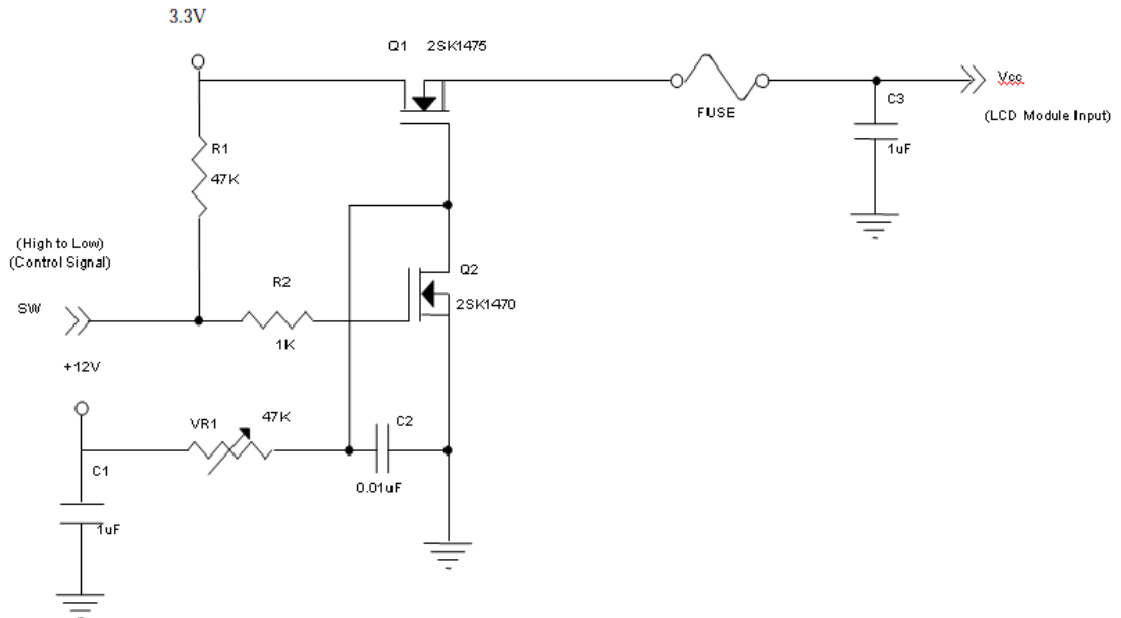 3.3V
Q1 2SK1475
FUSE
C3
1uF
Vcc
(LCD Module Input)
R1
47K
(High to Low)
(Control Signal)
SW
R2
1K
Q2
2SK1470
+12V
VR1
47K
C2
0.01uF
C1
1uF